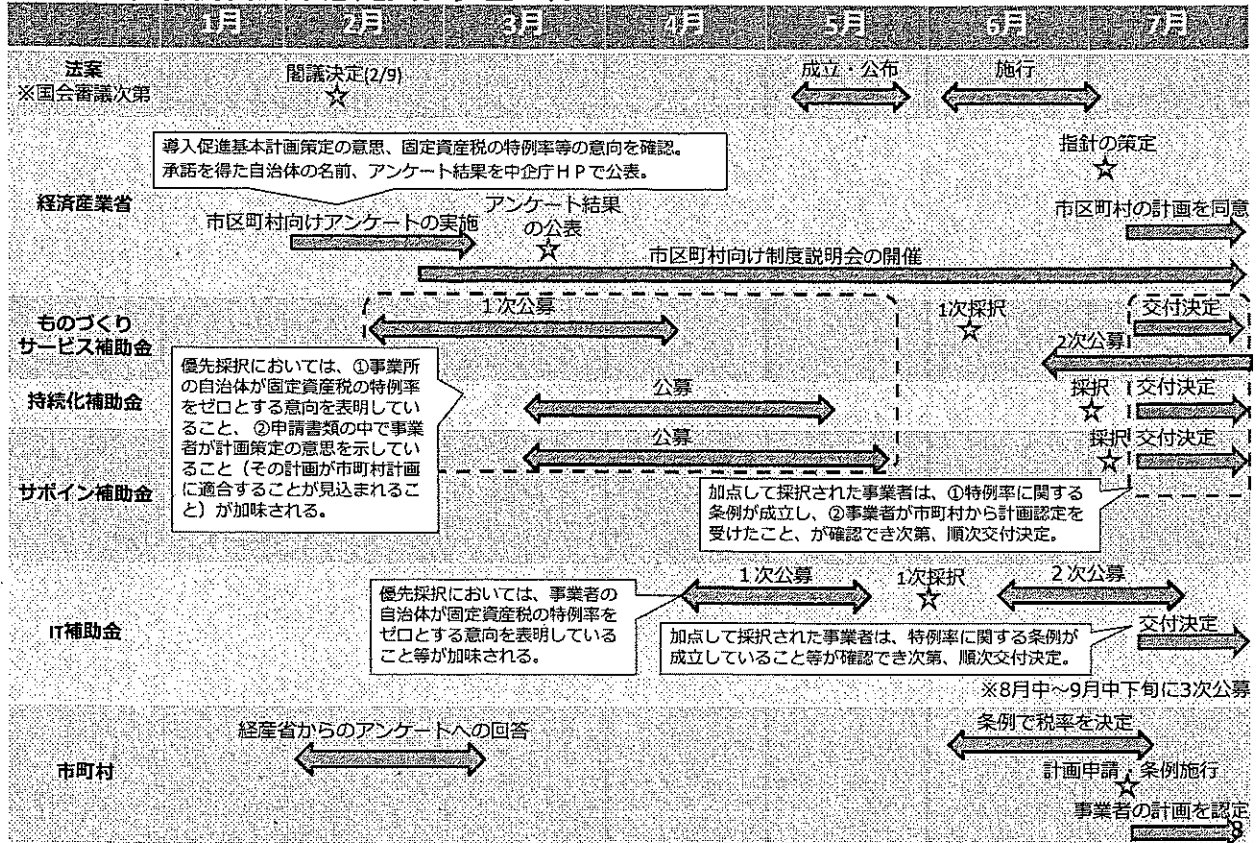 1月 2月 3月 4月 5月 6月 7月
法案
※国会審議次第
閣議決定(2/9)
☆
成立・公布
施行
導入促進基本計画策定の意思、固定資産税の特例率等の意向を確認。
承諾を得た自治体の名前、アンケート結果を中企庁HPで公表。
指針の策定
☆
経済産業省
市区町村向けアンケートの実施
アンケート結果
の公表
☆
市区町村の計画を同意
市区町村向け制度説明会の開催
ものづくり
サービス補助金
1次公募
1次採択
☆
交付決定
2次公募
優先採択においては、①事業所
の自治体が固定資産税の特例率
をゼロとする意向を表明してい
ること、②申請書類の中で事業
者が計画策定の意思を示してい
ること(その計画が市町村計画
に適合することが見込まれるこ
と)が加味される。
持続化補助金
公募
採択
☆
交付決定
サポイン補助金
公募
採択
☆
交付決定
加点して採択された事業者は、①特例率に関する
条例が成立し、②事業者が市町村から計画認定を
受けたこと、が確認でき次第、順次交付決定。
IT補助金
優先採択においては、事業者の
自治体が固定資産税の特例率を
ゼロとする意向を表明している
こと等が加味される。
1次公募
1次採択
☆
2次公募
加点して採択された事業者は、特例率に関する条例が
成立していること等が確認でき次第、順次交付決定。
交付決定
※8月中～9月中下旬に3次公募
市町村
経産省からのアンケートへの回答
条例で税率を決定
計画申請・条例施行
☆
事業者の計画を認定
8